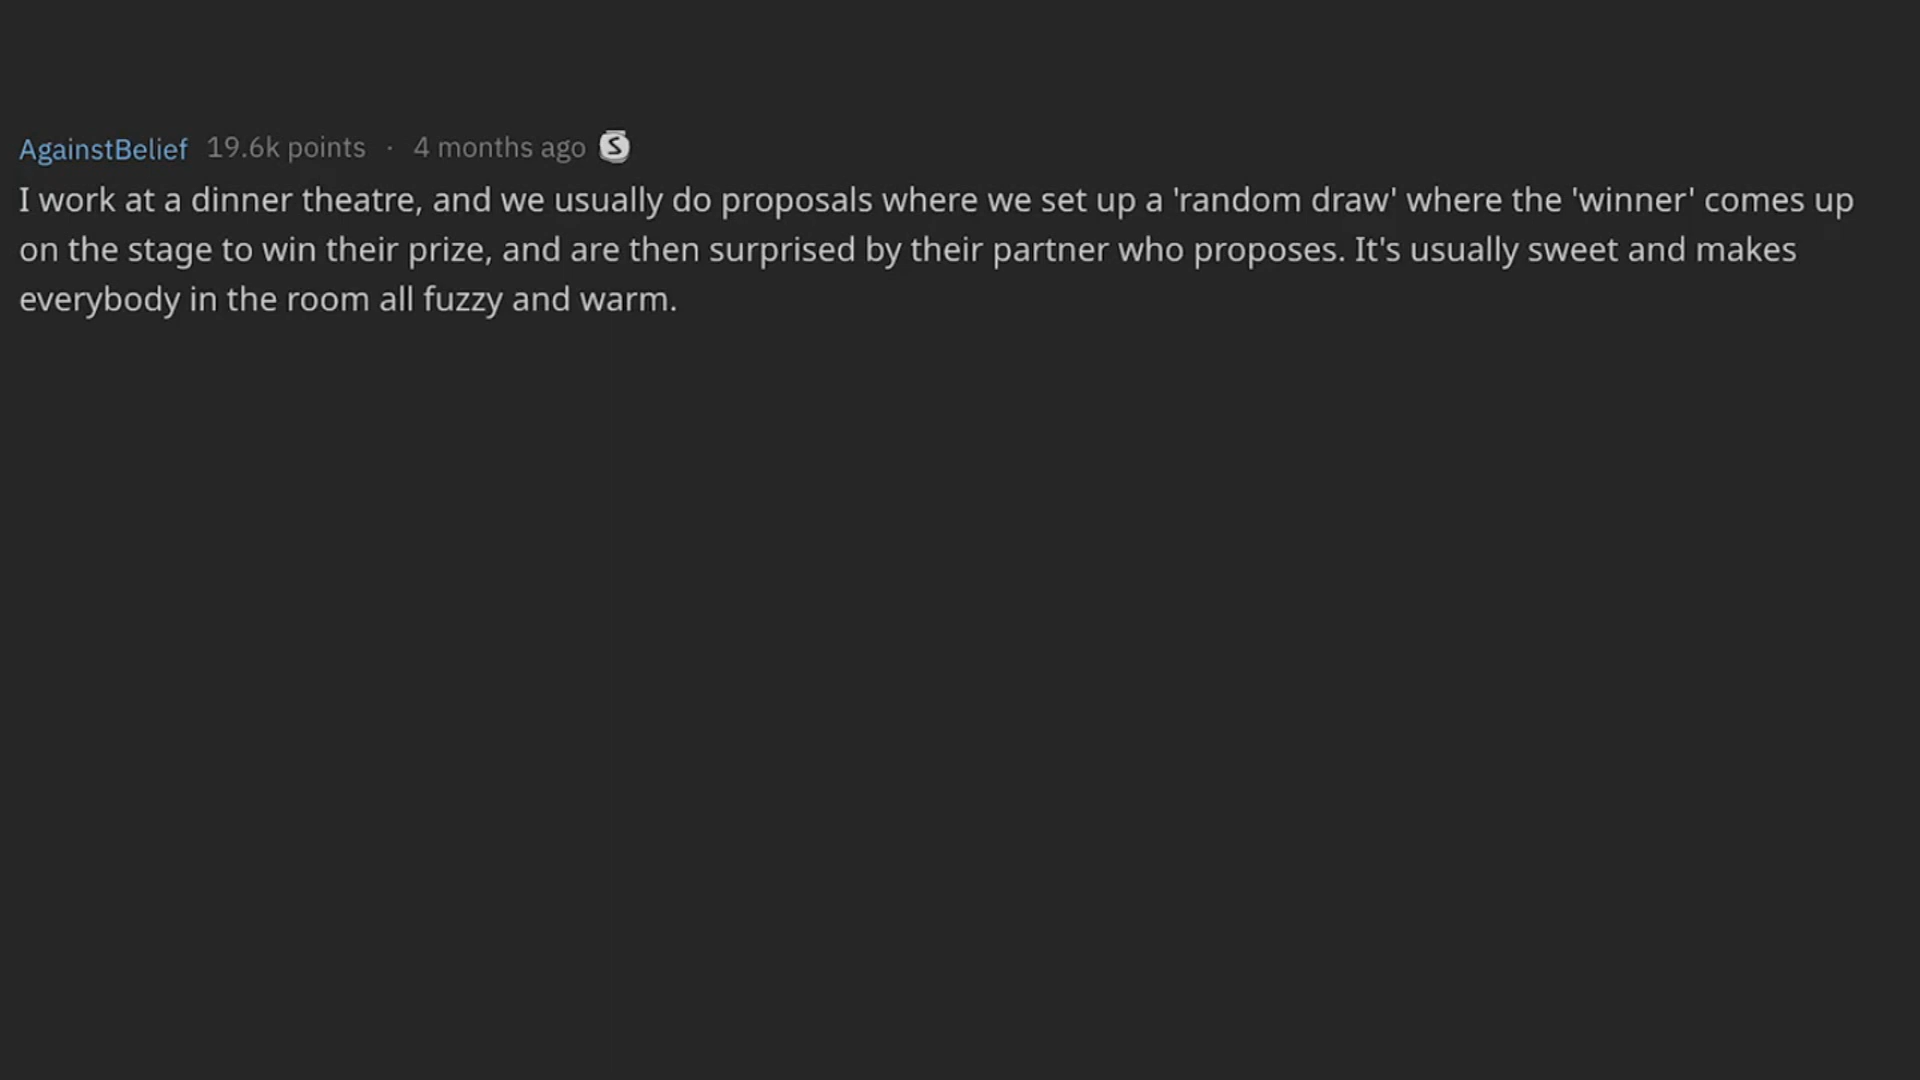 AgainstBelief 19.6k points · 4 months ago S
I work at a dinner theatre, and we usually do proposals where we set up a 'random draw' where the 'winner' comes up
on the stage to win their prize, and are then surprised by their partner who proposes. It's usually sweet and makes
everybody in the room all fuzzy and warm.